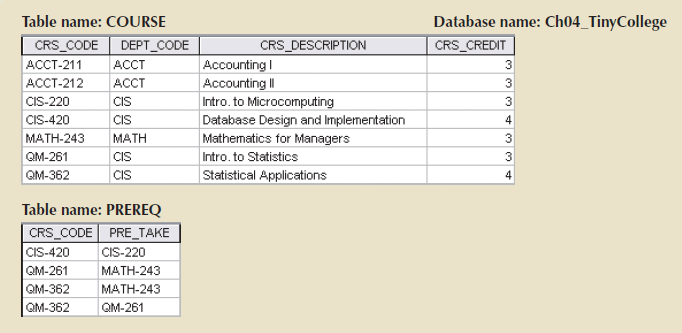 Table name: COURSE Database name: Ch04_TinyCollege
CRS_CODE DEPT_CODE CRS_DESCRIPTION CRS_CREDIT
ACCT-211 ACCT Accounting I 3
ACCT-212 ACCT Accounting II 3
CIS-220 CIS Intro. to Microcomputing 3
CIS-420 CIS Database Design and Implementation 4
MATH-243 MATH Mathematics for Managers 3
QM-261 CIS Intro. to Statistics 3
QM-362 CIS Statistical Applications 4
Table name: PREREQ
CRS_CODE PRE_TAKE
CIS-420 CIS-220
QM-261 MATH-243
QM-362 MATH-243
QM-362 QM-261